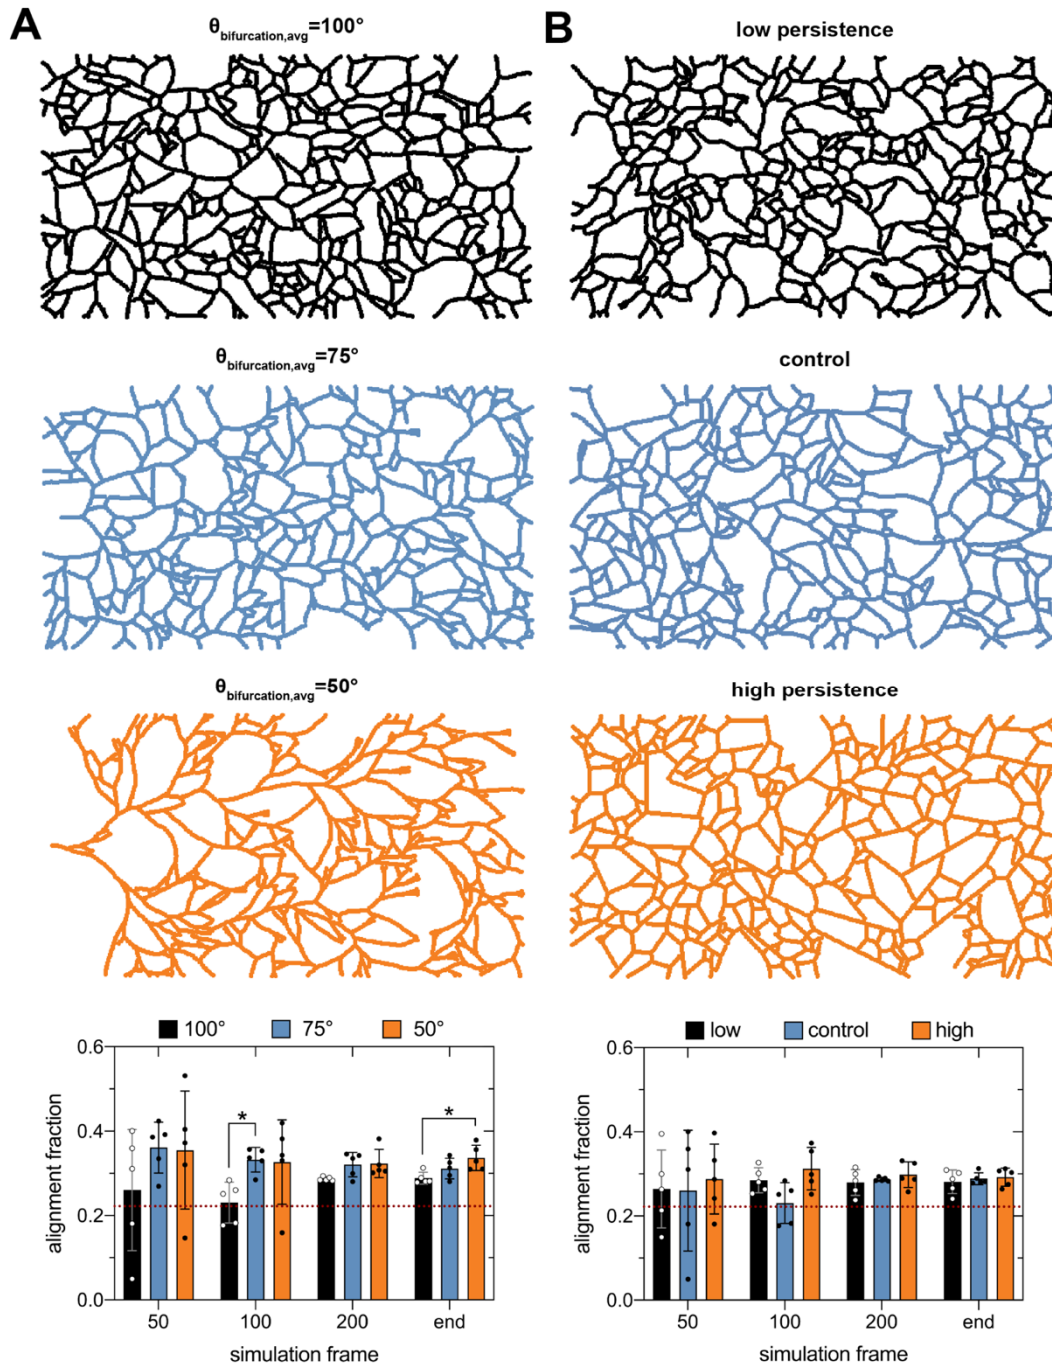 A
θbifurcation,avg=100°
B
low persistence
θbifurcation,avg=75°
control
θbifurcation,avg=50°
high persistence
100° 75° 50°
0.6
0.4
0.2
0.0
alignment fraction
* *
50 100 200 end
simulation frame
low control high
0.6
0.4
0.2
0.0
alignment fraction
50 100 200 end
simulation frame